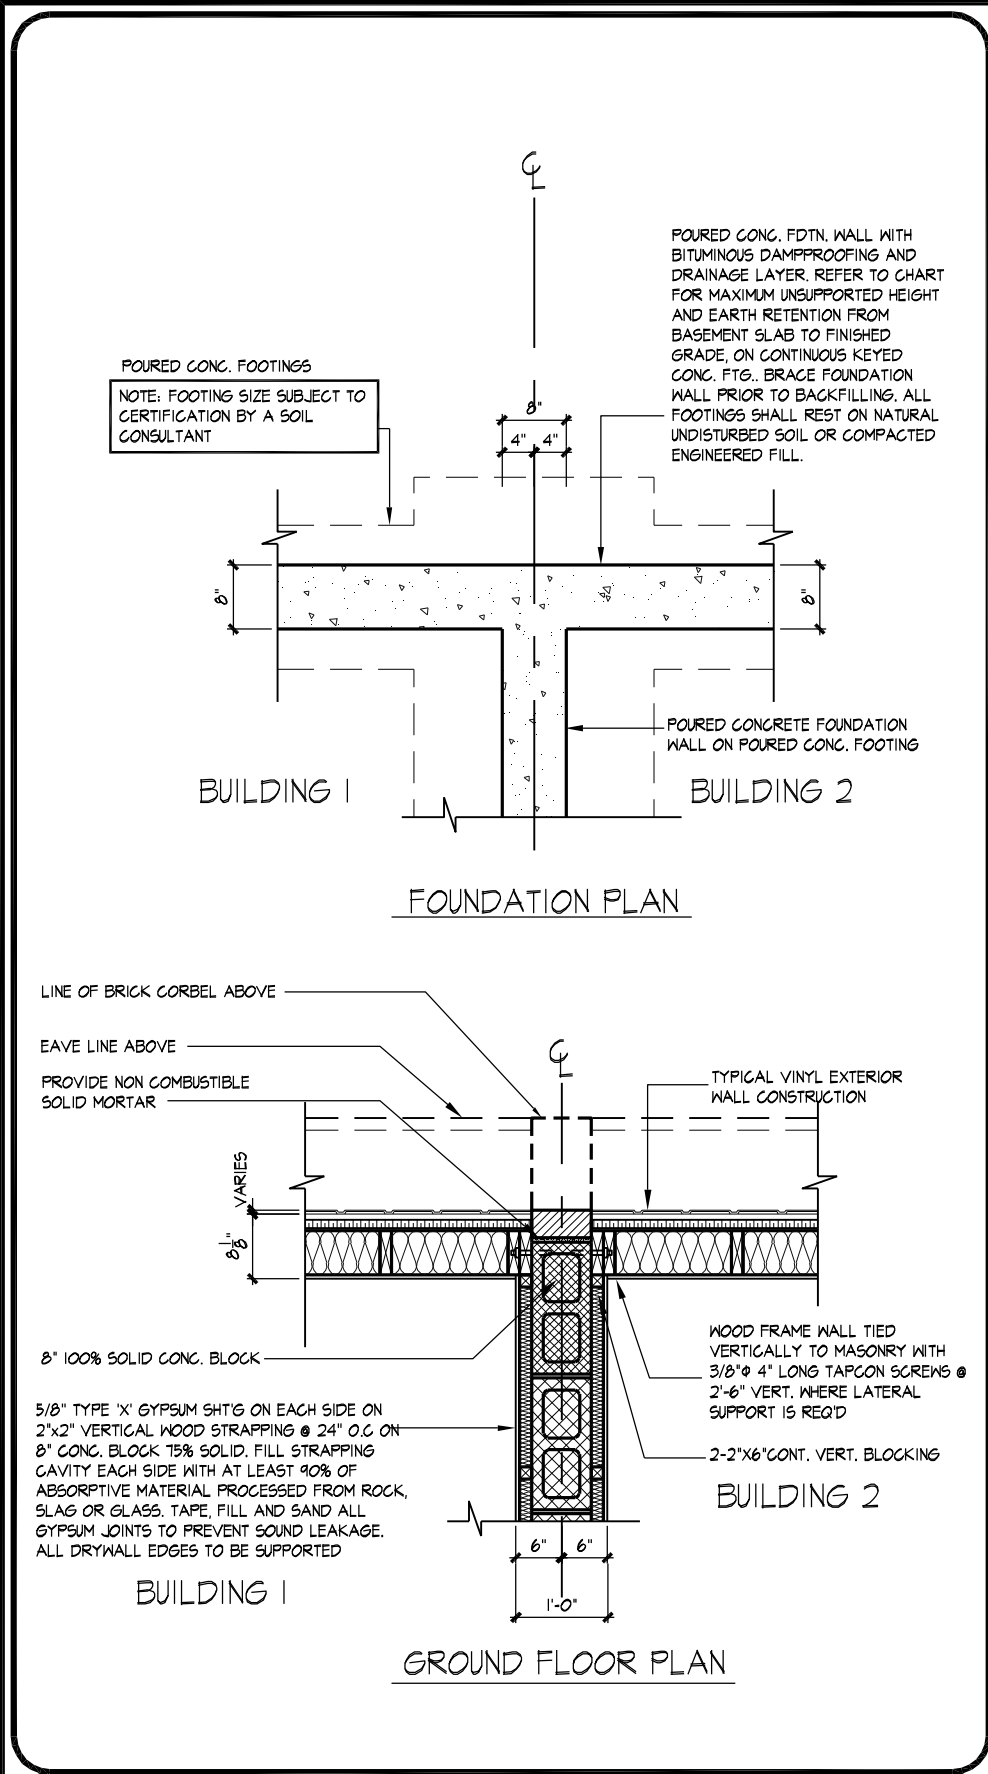 CL
POURED CONC. FDTN. WALL WITH
BITUMINOUS DAMPPROOFING AND
DRAINAGE LAYER. REFER TO CHART
FOR MAXIMUM UNSUPPORTED HEIGHT
AND EARTH RETENTION FROM
BASEMENT SLAB TO FINISHED
GRADE, ON CONTINUOUS KEYED
CONC. FTG.. BRACE FOUNDATION
WALL PRIOR TO BACKFILLING. ALL
FOOTINGS SHALL REST ON NATURAL
UNDISTURBED SOIL OR COMPACTED
ENGINEERED FILL.
POURED CONC. FOOTINGS
NOTE: FOOTING SIZE SUBJECT TO
CERTIFICATION BY A SOIL
CONSULTANT
8"
4" 4"
8"
8"
POURED CONCRETE FOUNDATION
WALL ON POURED CONC. FOOTING
BUILDING 1
BUILDING 2
FOUNDATION PLAN
LINE OF BRICK CORBEL ABOVE
EAVE LINE ABOVE
PROVIDE NON COMBUSTIBLE
SOLID MORTAR
CL
TYPICAL VINYL EXTERIOR
WALL CONSTRUCTION
VARIES
8 1/8"
8" 100% SOLID CONC. BLOCK
5/8" TYPE 'X' GYPSUM SHT'G ON EACH SIDE ON
2"x2" VERTICAL WOOD STRAPPING @ 24" O.C ON
8" CONC. BLOCK 75% SOLID. FILL STRAPPING
CAVITY EACH SIDE WITH AT LEAST 90% OF
ABSORPTIVE MATERIAL PROCESSED FROM ROCK,
SLAG OR GLASS. TAPE, FILL AND SAND ALL
GYPSUM JOINTS TO PREVENT SOUND LEAKAGE.
ALL DRYWALL EDGES TO BE SUPPORTED
BUILDING 1
WOOD FRAME WALL TIED
VERTICALLY TO MASONRY WITH
3/8"Φ 4" LONG TAPCON SCREWS @
2'-6" VERT. WHERE LATERAL
SUPPORT IS REQ'D
2-2"X6"CONT. VERT. BLOCKING
BUILDING 2
6" 6"
1'-0"
GROUND FLOOR PLAN